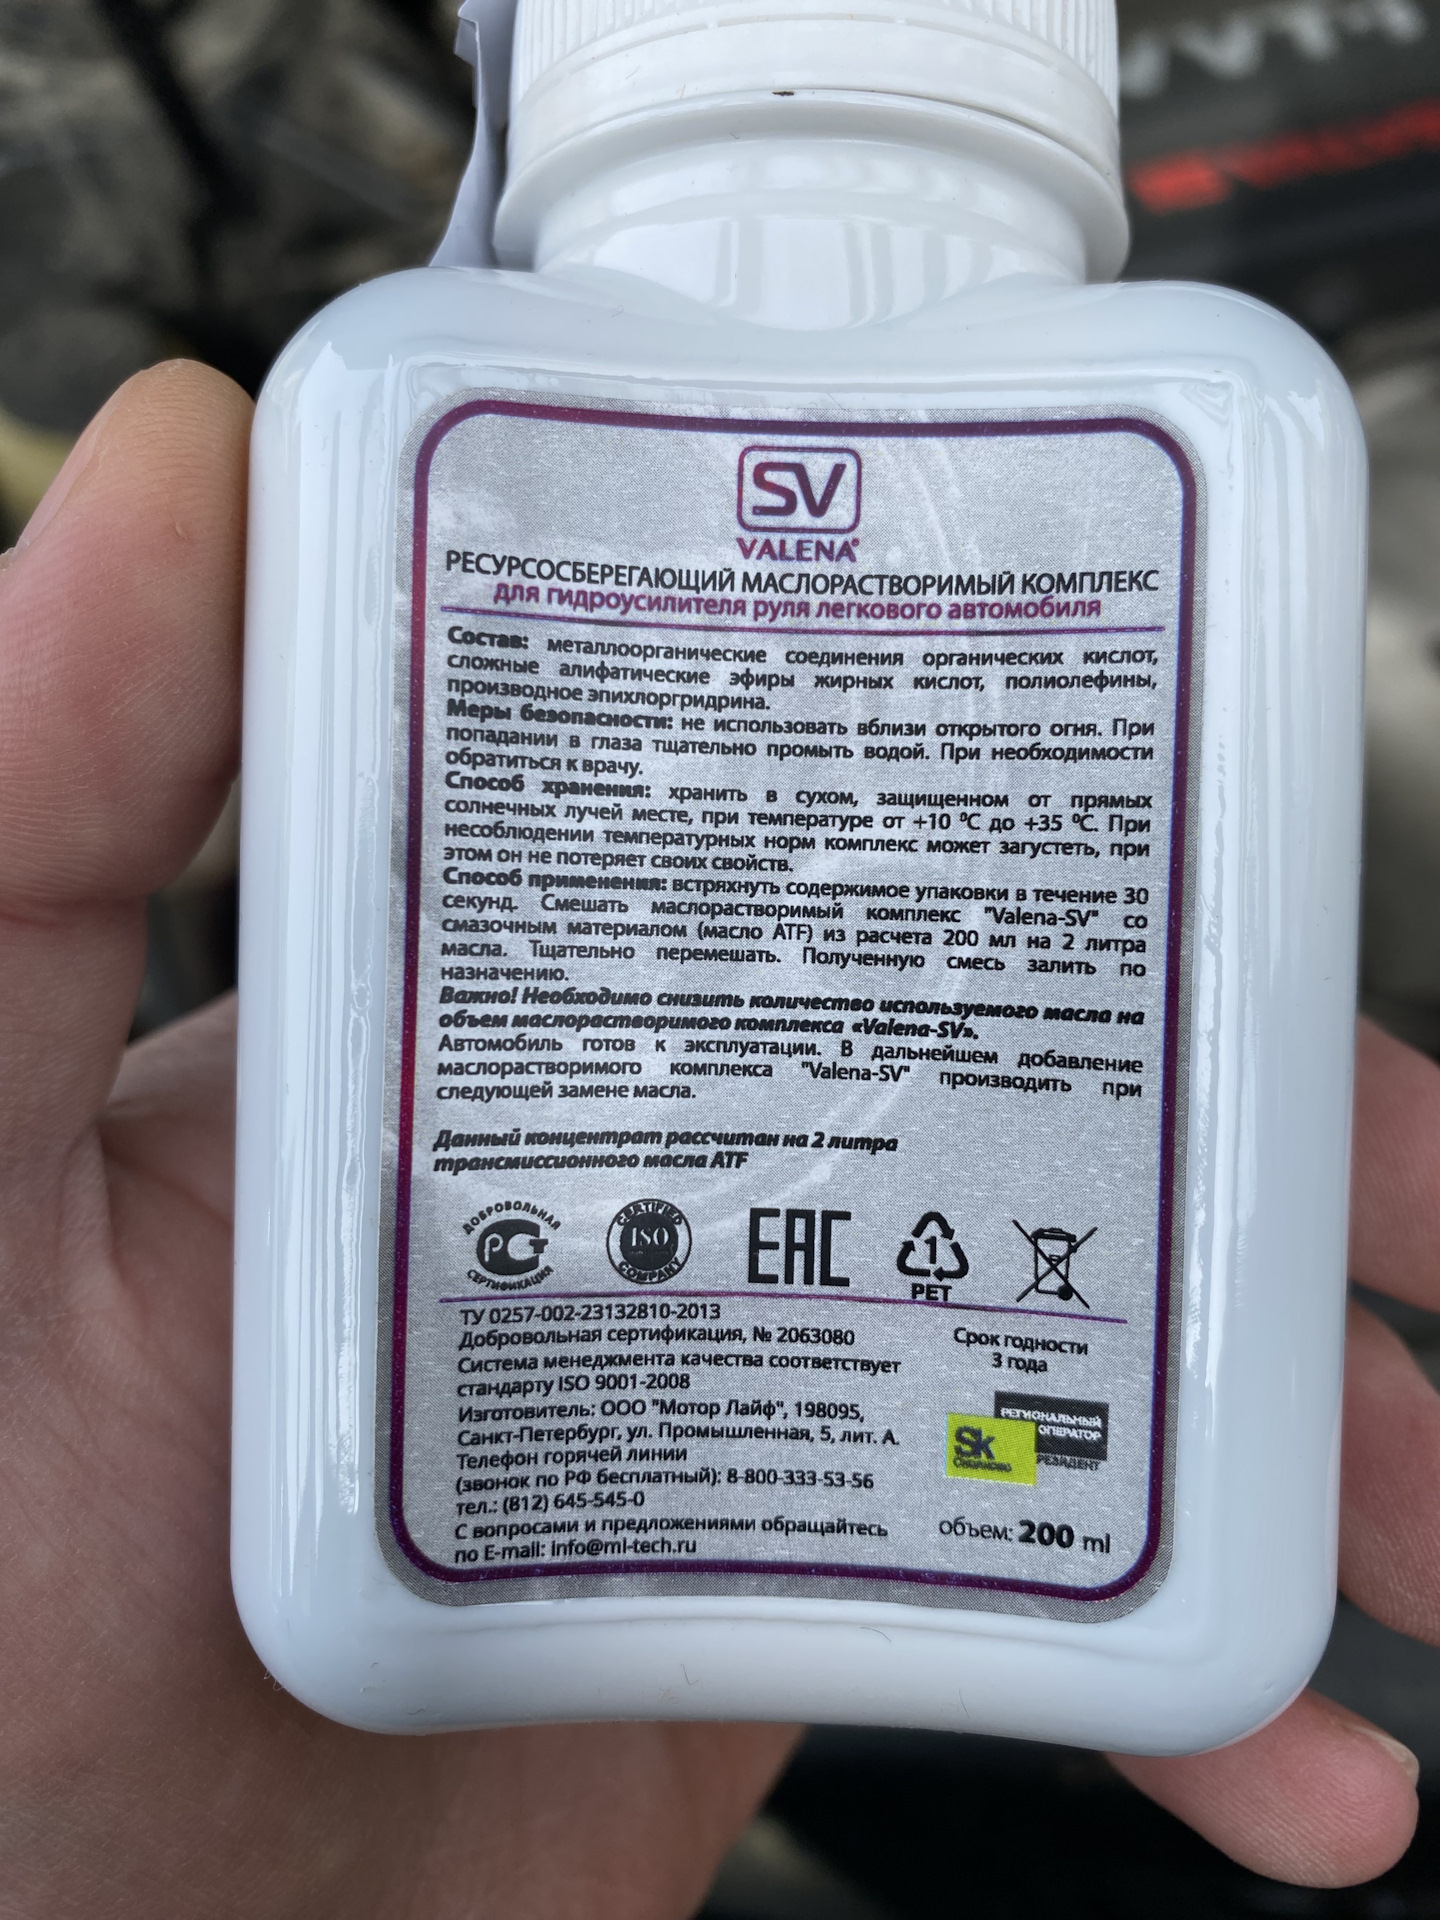 VVT-i
SV
VALENA®
РЕСУРСОСБЕРЕГАЮЩИЙ МАСЛОРАСТВОРИМЫЙ КОМПЛЕКС
для гидроусилителя руля легкового автомобиля
Состав: металлоорганические соединения органических кислот,
сложные алифатические эфиры жирных кислот, полиолефины,
производное эпихлоргридрина.
Меры безопасности: не использовать вблизи открытого огня. При
попадании в глаза тщательно промыть водой. При необходимости
обратиться к врачу.
Способ хранения: хранить в сухом, защищенном от прямых
солнечных лучей месте, при температуре от +10 °С до +35 °С. При
несоблюдении температурных норм комплекс может загустеть, при
этом он не потеряет своих свойств.
Способ применения: встряхнуть содержимое упаковки в течение 30
секунд. Смешать маслорастворимый комплекс "Valena-SV" со
смазочным материалом (масло ATF) из расчета 200 мл на 2 литра
масла. Тщательно перемешать. Полученную смесь залить по
назначению.
Важно! Необходимо снизить количество используемого масла на
объем маслорастворимого комплекса «Valena-SV».
Автомобиль готов к эксплуатации. В дальнейшем добавление
маслорастворимого комплекса "Valena-SV" производить при
следующей замене масла.
Данный концентрат рассчитан на 2 литра
трансмиссионного масла ATF
ДОБРОВОЛЬНАЯ
РСТ
СЕРТИФИКАЦИЯ
CERTIFIED
ISO
COMPANY
EAC
1
PET
ТУ 0257-002-23132810-2013
Добровольная сертификация, № 2063080
Система менеджмента качества соответствует
стандарту ISO 9001-2008
Изготовитель: ООО "Мотор Лайф", 198095,
Санкт-Петербург, ул. Промышленная, 5, лит. А.
Телефон горячей линии
(звонок по РФ бесплатный): 8-800-333-53-56
тел.: (812) 645-545-0
С вопросами и предложениями обращайтесь
по E-mail: info@ml-tech.ru
Срок годности
3 года
РЕГИОНАЛЬНЫЙ
ОПЕРАТОР
Sk
Сколково
РЕЗИДЕНТ
объем: 200 ml